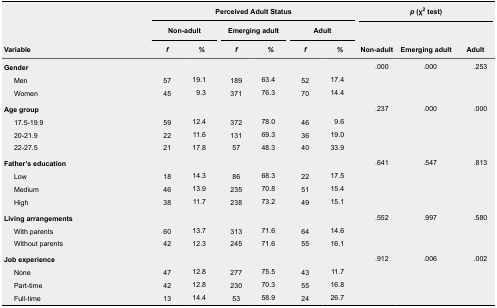 Perceived Adult Status p (χ² test)
Non-adult Emerging adult Adult
Variable f % f % f % Non-adult Emerging adult Adult
Gender .000 .000 .253
Men 57 19.1 189 63.4 52 17.4
Women 45 9.3 371 76.3 70 14.4
Age group .237 .000 .000
17.5-19.9 59 12.4 372 78.0 46 9.6
20-21.9 22 11.6 131 69.3 36 19.0
22-27.5 21 17.8 57 48.3 40 33.9
Father's education .641 .547 .813
Low 18 14.3 86 68.3 22 17.5
Medium 46 13.9 235 70.8 51 15.4
High 38 11.7 238 73.2 49 15.1
Living arrangements .552 .997 .580
With parents 60 13.7 313 71.6 64 14.6
Without parents 42 12.3 245 71.6 55 16.1
Job experience .912 .006 .002
None 47 12.8 277 75.5 43 11.7
Part-time 42 12.8 230 70.3 55 16.8
Full-time 13 14.4 53 58.9 24 26.7